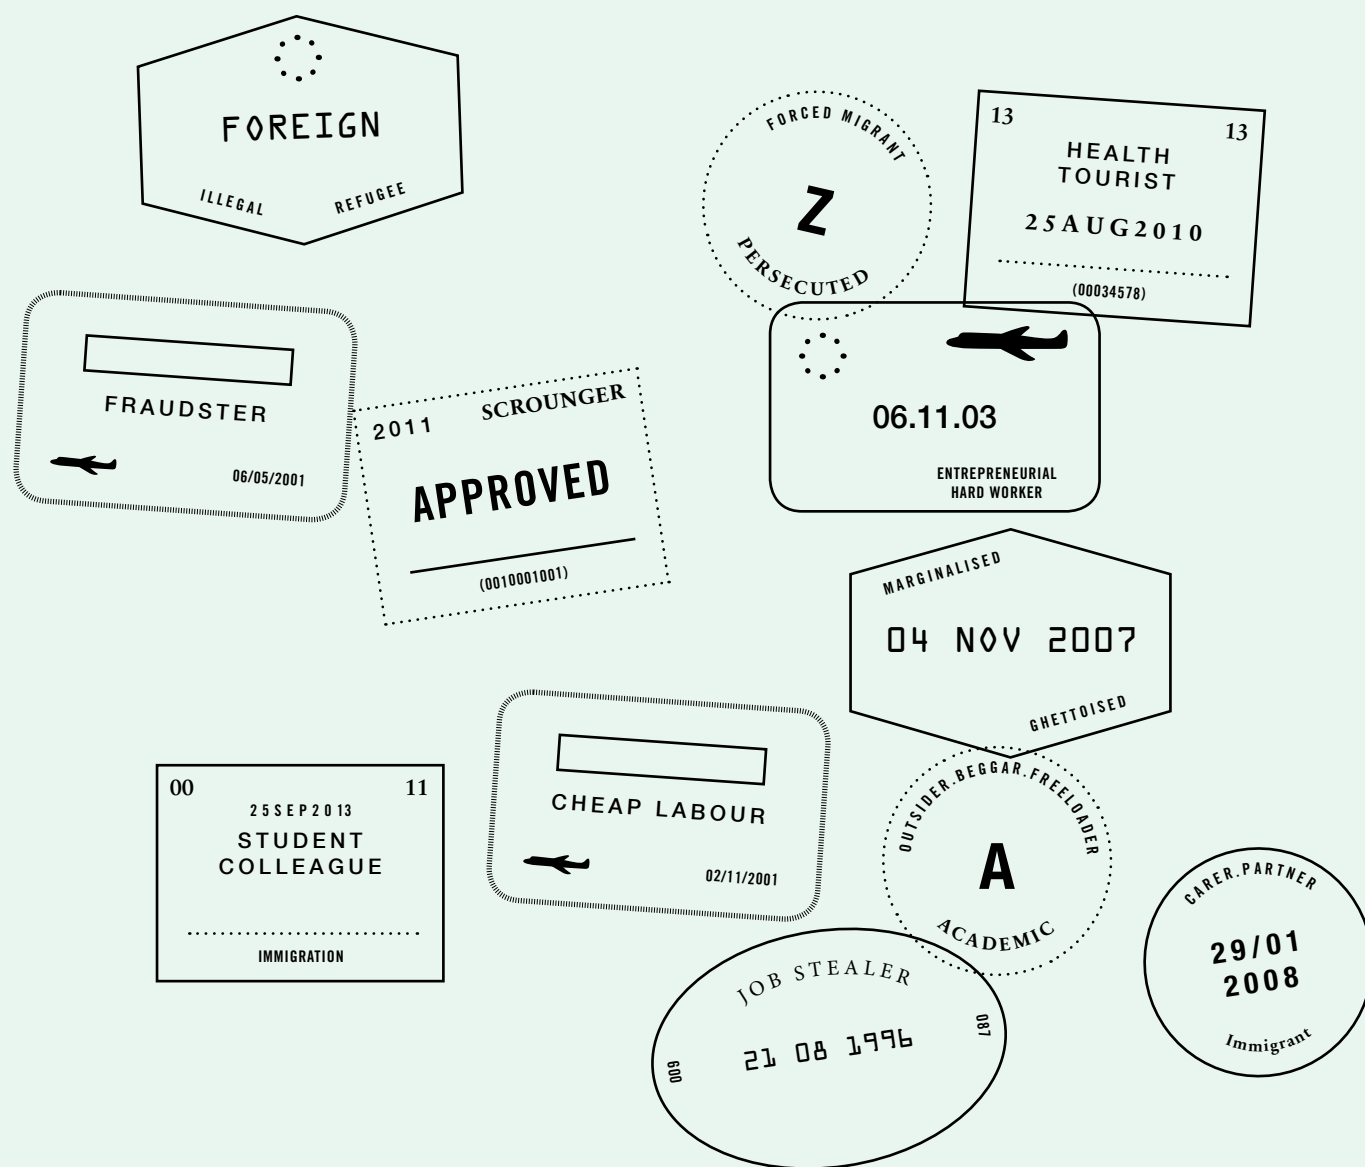 FOREIGN
ILLEGAL REFUGEE
FORCED MIGRANT
Z
PERSECUTED
13 13
HEALTH
TOURIST
25AUG2010
(00034578)
FRAUDSTER
06/05/2001
2011 SCROUNGER
APPROVED
(0010001001)
06.11.03
ENTREPRENEURIAL
HARD WORKER
MARGINALISED
04 NOV 2007
GHETTOISED
00 11
25SEP2013
STUDENT
COLLEAGUE
IMMIGRATION
CHEAP LABOUR
02/11/2001
OUTSIDER.BEGGAR.FREELOADER
A
ACADEMIC
CARER.PARTNER
29/01
2008
Immigrant
JOB STEALER
087
21 08 1996
600